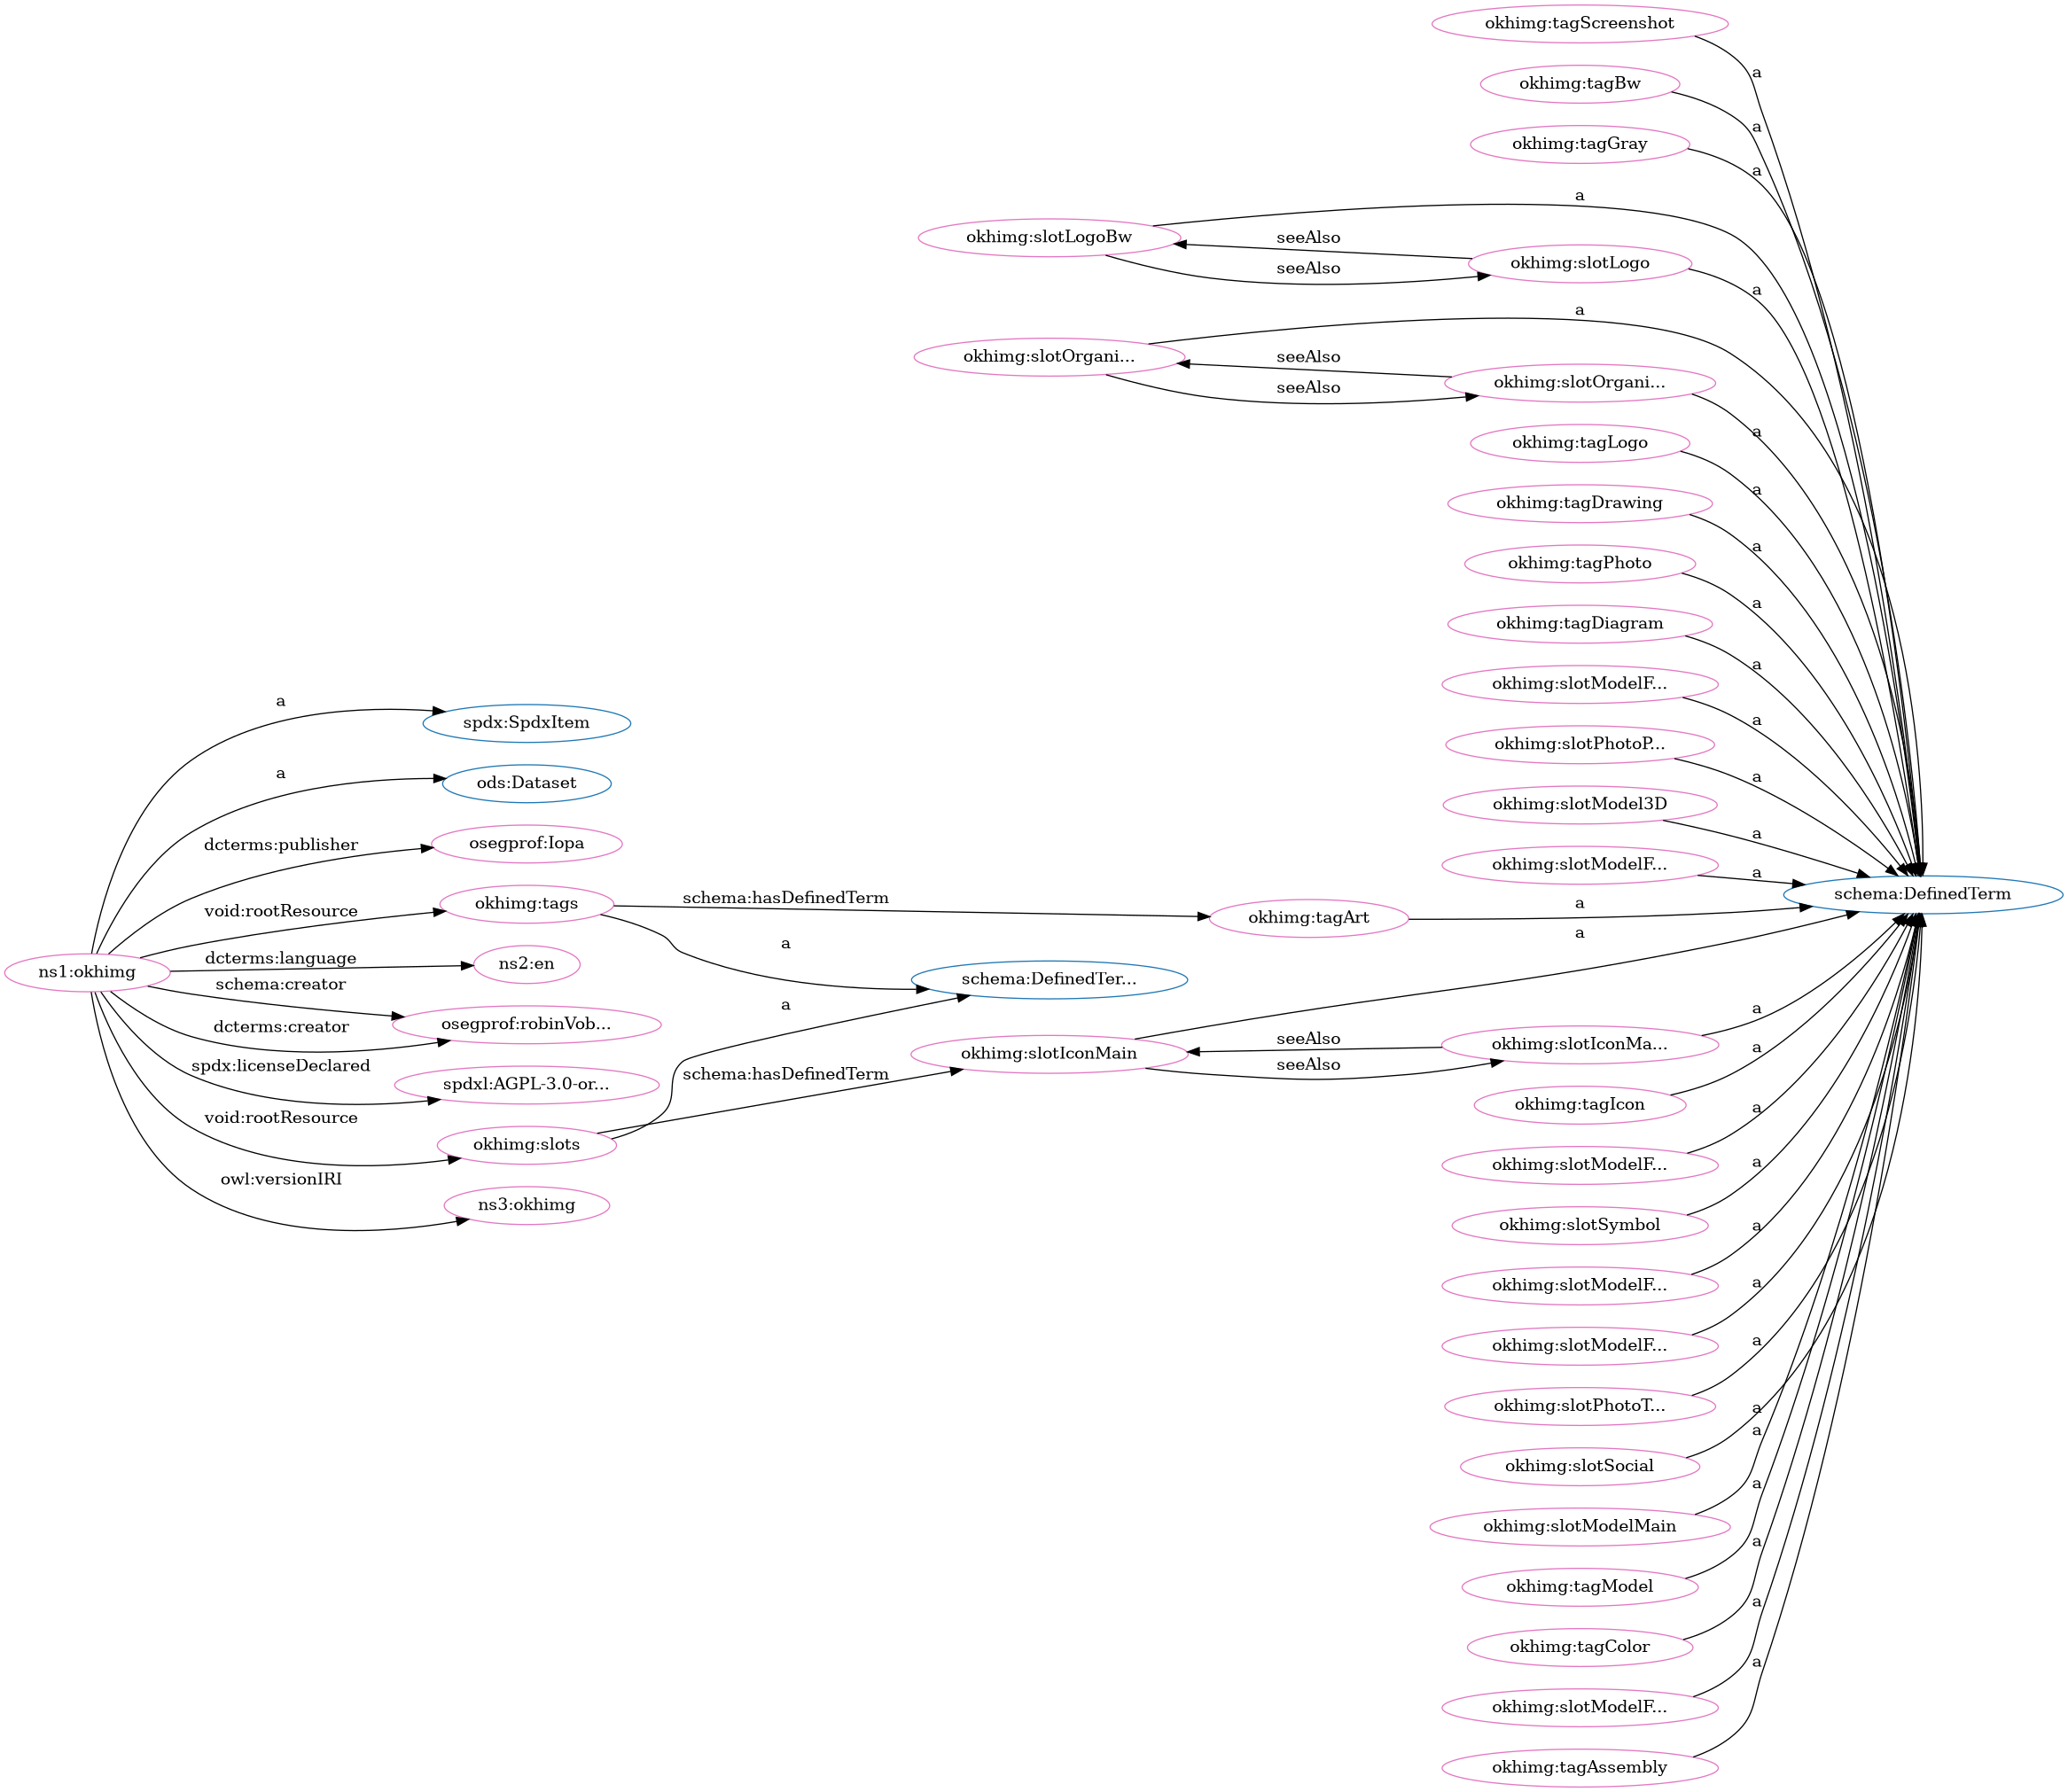 okhimg:tagScreenshot
a
okhimg:tagBw
a
okhimg:tagGray
a
a
okhimg:slotLogoBw
seeAlso
okhimg:slotLogo
seeAlso
a
a
okhimg:slotOrgani...
seeAlso
okhimg:slotOrgani...
seeAlso
a
okhimg:tagLogo
a
okhimg:tagDrawing
a
okhimg:tagPhoto
a
okhimg:tagDiagram
a
okhimg:slotModelF...
a
okhimg:slotPhotoP...
a
okhimg:slotModel3D
a
okhimg:slotModelF...
a
schema:DefinedTerm
a
spdx:SpdxItem
a
ods:Dataset
dcterms:publisher
osegprof:Iopa
void:rootResource
okhimg:tags
schema:hasDefinedTerm
okhimg:tagArt
a
ns1:okhimg
dcterms:language
ns2:en
a
schema:DefinedTer...
a
schema:creator
osegprof:robinVob...
dcterms:creator
a
okhimg:slotIconMain
seeAlso
okhimg:slotIconMa...
seeAlso
a
schema:hasDefinedTerm
spdx:licenseDeclared
spdxl:AGPL-3.0-or...
void:rootResource
okhimg:slots
owl:versionIRI
ns3:okhimg
okhimg:tagIcon
a
okhimg:slotModelF...
a
okhimg:slotSymbol
a
okhimg:slotModelF...
a
okhimg:slotModelF...
a
okhimg:slotPhotoT...
a
okhimg:slotSocial
a
okhimg:slotModelMain
a
okhimg:tagModel
a
okhimg:tagColor
a
okhimg:slotModelF...
a
okhimg:tagAssembly
a